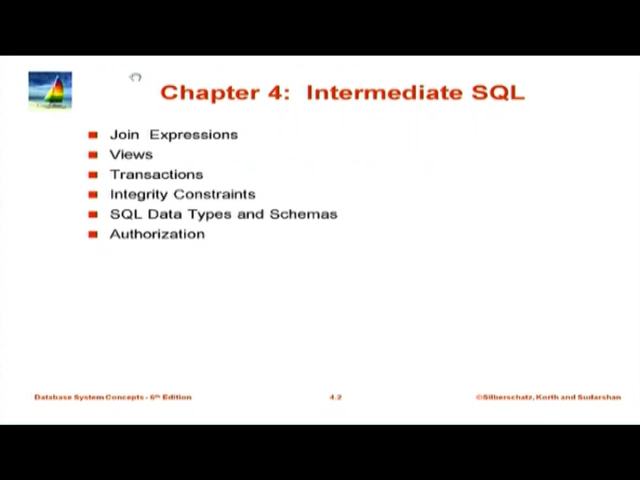 Chapter 4: Intermediate SQL
Join Expressions
Views
Transactions
Integrity Constraints
SQL Data Types and Schemas
Authorization
Database System Concepts - 6th Edition
4.2
©Silberschatz, Korth and Sudarshan